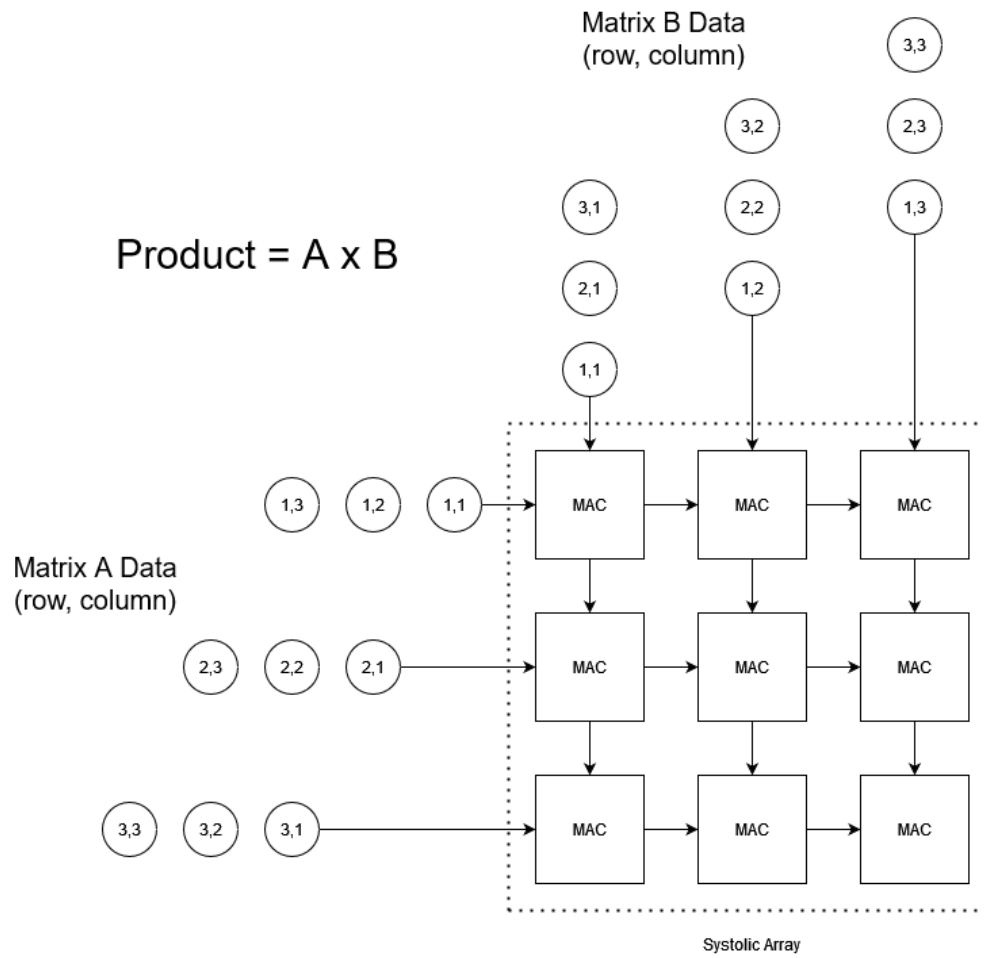 Matrix B Data
(row, column)
3,3
3,2
2,3
3,1
2,2
1,3
Product = A x B
2,1
1,2
1,1
1,3
1,2
1,1
MAC
MAC
MAC
Matrix A Data
(row, column)
2,3
2,2
2,1
MAC
MAC
MAC
3,3
3,2
3,1
MAC
MAC
MAC
Systolic Array